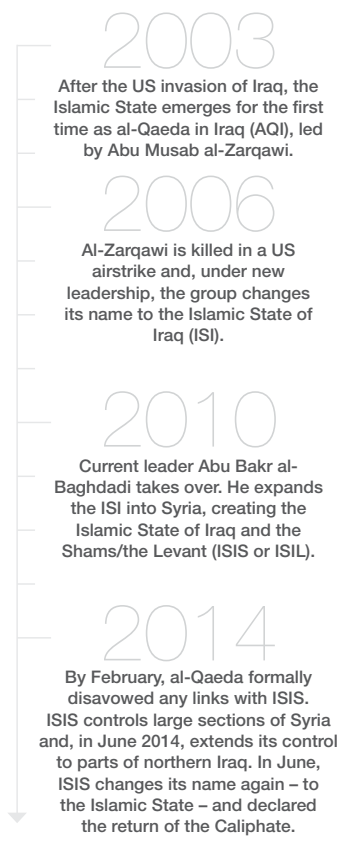 2003
After the US invasion of Iraq, the
Islamic State emerges for the first
time as al-Qaeda in Iraq (AQI), led
by Abu Musab al-Zarqawi.
2006
Al-Zarqawi is killed in a US
airstrike and, under new
leadership, the group changes
its name to the Islamic State of
Iraq (ISI).
2010
Current leader Abu Bakr al-
Baghdadi takes over. He expands
the ISI into Syria, creating the
Islamic State of Iraq and the
Shams/the Levant (ISIS or ISIL).
2014
By February, al-Qaeda formally
disavowed any links with ISIS.
ISIS controls large sections of Syria
and, in June 2014, extends its control
to parts of northern Iraq. In June,
ISIS changes its name again – to
the Islamic State – and declared
the return of the Caliphate.